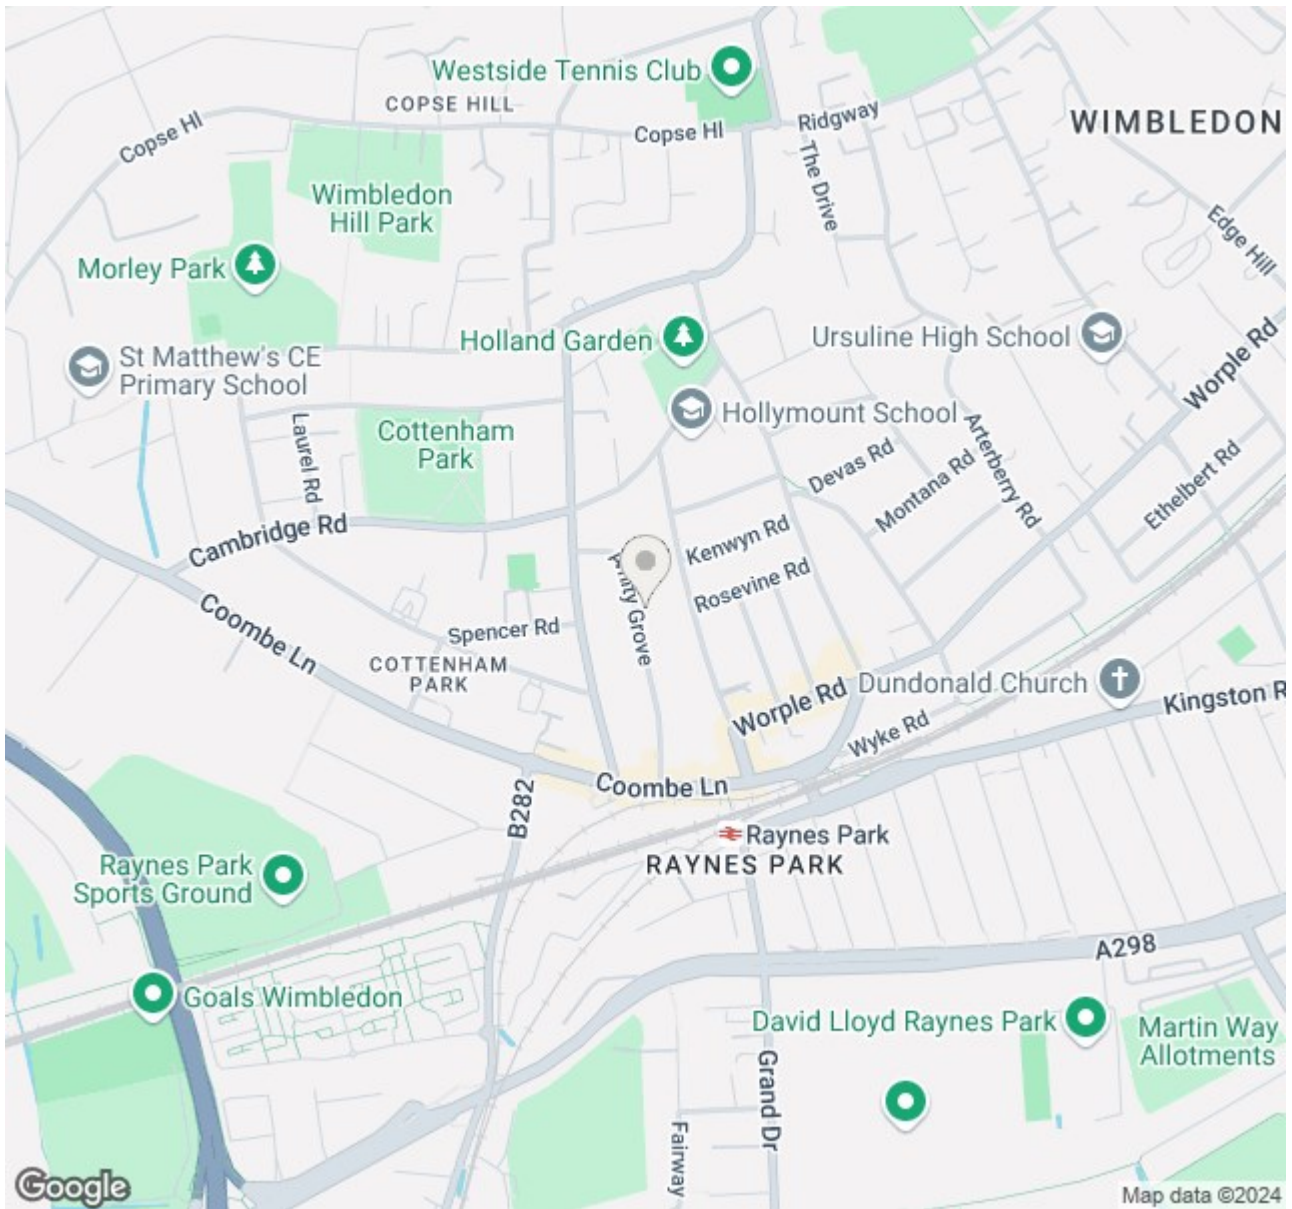 Westside Tennis Club
COPSE HILL
Copse Hl
Copse Hl
Ridgway
WIMBLEDON
The Drive
Wimbledon
Hill Park
Edge Hill
Morley Park
Holland Garden
Ursuline High School
Worple Rd
St Matthew's CE
Primary School
Hollymount School
Laurel Rd
Cottenham
Park
Arterberry Rd
Devas Rd
Montana Rd
Ethelbert Rd
Cambridge Rd
Kenwyn Rd
Rosevine Rd
Grove
Coombe Ln
Spencer Rd
COTTENHAM
PARK
Dundonald Church
Worple Rd
Kingston R
Wyke Rd
Coombe Ln
B282
Raynes Park
RAYNES PARK
Raynes Park
Sports Ground
A298
Goals Wimbledon
David Lloyd Raynes Park
Martin Way
Allotments
Grand Dr
Fairway
Google
Map data ©2024